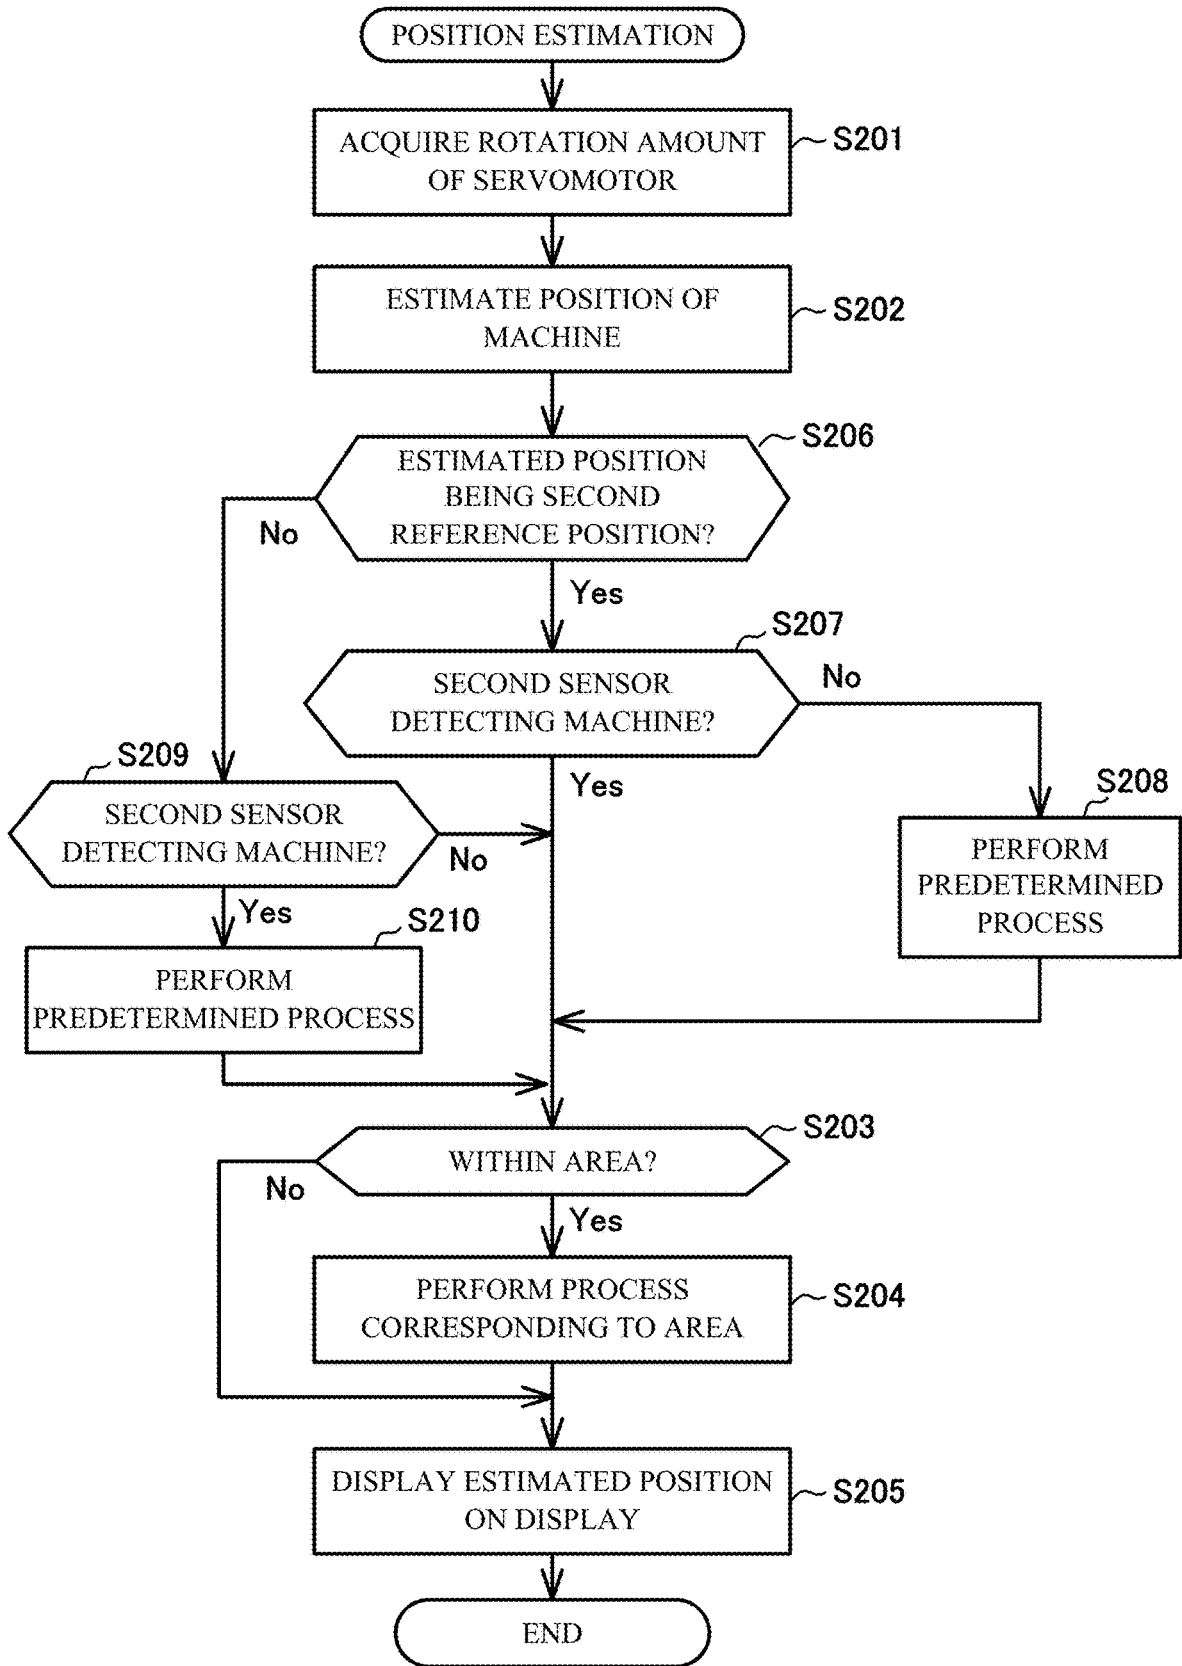 POSITION ESTIMATION
ACQUIRE ROTATION AMOUNT
OF SERVOMOTOR
S201
ESTIMATE POSITION OF
MACHINE
S202
S206
ESTIMATED POSITION
BEING SECOND
REFERENCE POSITION?
No
Yes
S207
SECOND SENSOR
DETECTING MACHINE?
No
Yes
S209
SECOND SENSOR
DETECTING MACHINE?
No
Yes
S208
PERFORM
PREDETERMINED
PROCESS
S210
PERFORM
PREDETERMINED PROCESS
S203
WITHIN AREA?
No
Yes
PERFORM PROCESS
CORRESPONDING TO AREA
S204
DISPLAY ESTIMATED POSITION
ON DISPLAY
S205
END